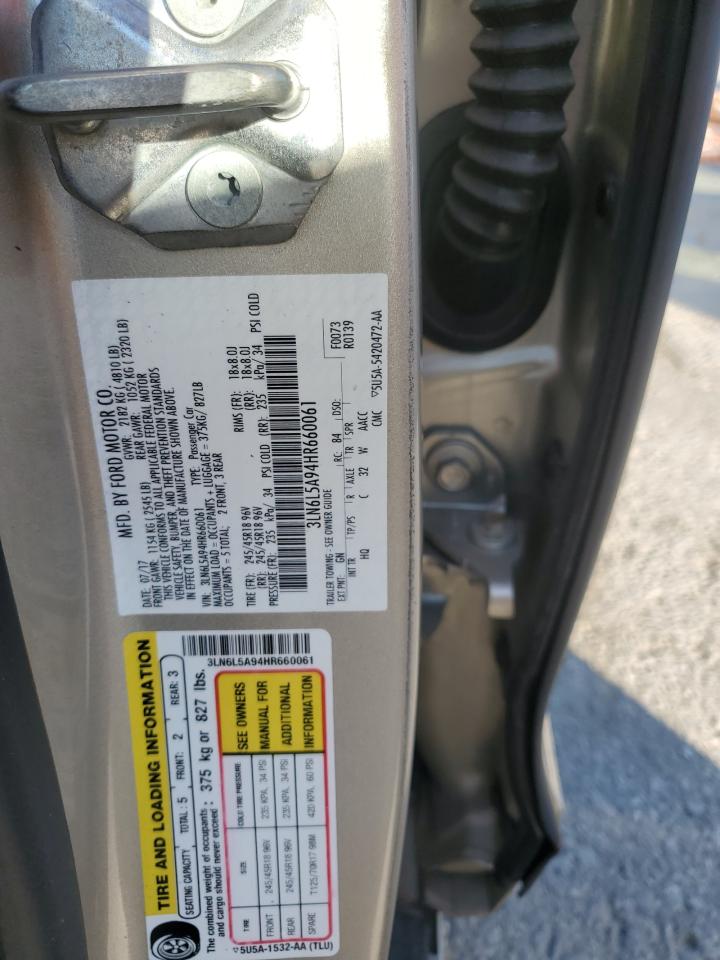 MFD. BY FORD MOTOR CO.
DATE: 07/17 GVWR: 2182 KG ( 4810 LB)
FRONT GAWR: 1154 KG ( 2545 LB) REAR GAWR: 1052 KG ( 2320 LB)
THIS VEHICLE CONFORMS TO ALL APPLICABLE FEDERAL MOTOR
VEHICLE SAFETY, BUMPER, AND THEFT PREVENTION STANDARDS
IN EFFECT ON THE DATE OF MANUFACTURE SHOWN ABOVE.
VIN: 3LN6L5A94HR660061 TYPE: Passenger Car
MAXIMUM LOAD = OCCUPANTS + LUGGAGE = 375KG/ 827LB
OCCUPANTS = 5 TOTAL; 2 FRONT, 3 REAR
TIRE (FR): 245/45R18 96V RIMS (FR): 18x8.0J
(RR): 245/45R18 96V (RR): 18x8.0J
PRESSURE (FR): 235 kPa/ 34 PSI COLD (RR): 235 kPa/ 34 PSI COLD
3LN6L5A94HR660061
TRAILER TOWING - SEE OWNER GUIDE F0073
EXT PNT: GN RC: 84 DSO: R0139
INT TR TP/PS R AXLE TR SPR
HQ C 32 W AACC
CMC ▽5U5A-5420472-AA
3LN6L5A94HR660061
TIRE AND LOADING INFORMATION
SEATING CAPACITY TOTAL: 5 FRONT: 2 REAR: 3
The combined weight of occupants and cargo should never exceed : 375 kg or 827 lbs.
TIRE SIZE COLD TIRE PRESSURE SEE OWNERS
FRONT 245/45R18 96V 235 KPA, 34 PSI MANUAL FOR
REAR 245/45R18 96V 235 KPA, 34 PSI ADDITIONAL
SPARE T125/70R17 98M 420 KPA, 60 PSI INFORMATION
▽5U5A-1532-AA (TLU)